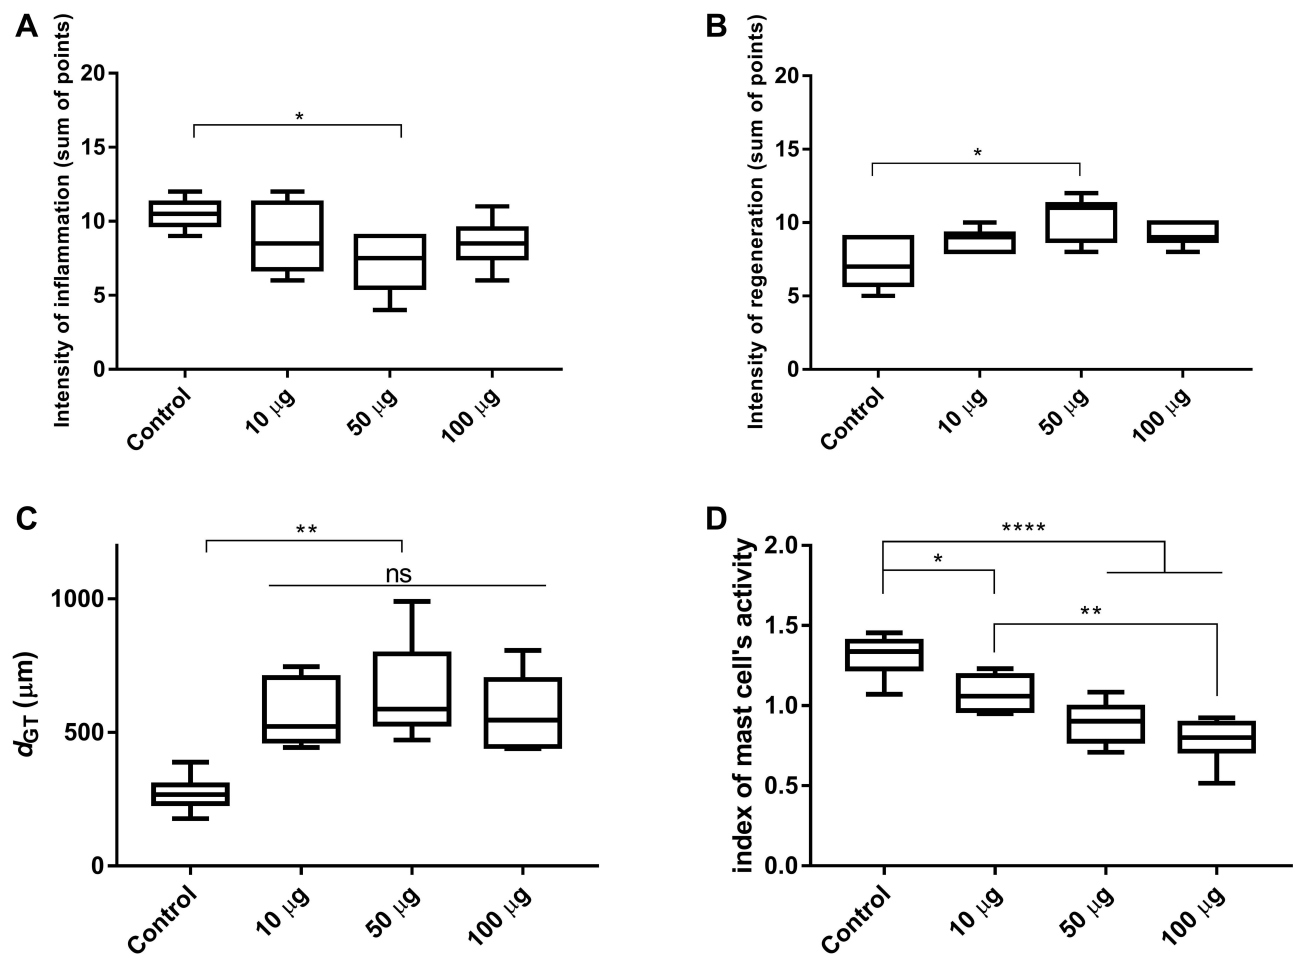 A
Intensity of inflammation (sum of points)
20
15
10
5
0
*
Control
10 µg
50 µg
100 µg
B
Intensity of regeneration (sum of points)
20
15
10
5
0
*
Control
10 µg
50 µg
100 µg
C
dGT (µm)
1000
500
0
**
ns
Control
10 µg
50 µg
100 µg
D
index of mast cell's activity
2.0
1.5
1.0
0.5
0.0
****
*
**
Control
10 µg
50 µg
100 µg